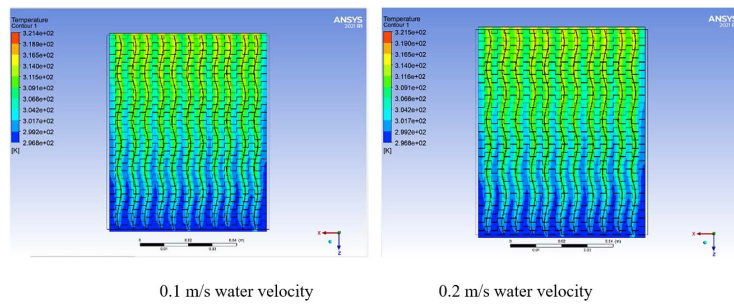 Temperature
Contour 1
3.214e+02
3.189e+02
3.165e+02
3.140e+02
3.115e+02
3.091e+02
3.066e+02
3.042e+02
3.017e+02
2.992e+02
2.968e+02
[K]
ANSYS
2021 R1
0
0.02
0.04 (m)
0.01
0.03
X
Z
Temperature
Contour 1
3.215e+02
3.190e+02
3.165e+02
3.140e+02
3.116e+02
3.091e+02
3.066e+02
3.042e+02
3.017e+02
2.992e+02
2.968e+02
[K]
ANSYS
2021 R1
0
0.02
0.04 (m)
0.01
0.03
X
Z
0.1 m/s water velocity
0.2 m/s water velocity